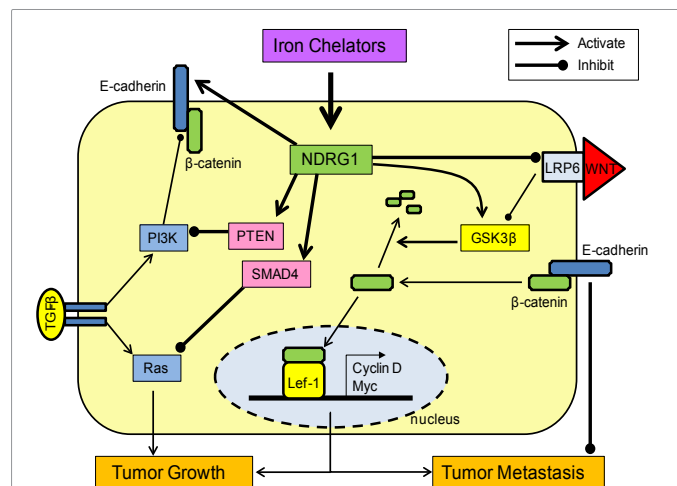 Iron Chelators
Activate
Inhibit
E-cadherin
β-catenin
NDRG1
LRP6
WNT
PI3K
PTEN
GSK3β
SMAD4
E-cadherin
β-catenin
TGFβ
Ras
Lef-1
Cyclin D
Myc
nucleus
Tumor Growth
Tumor Metastasis